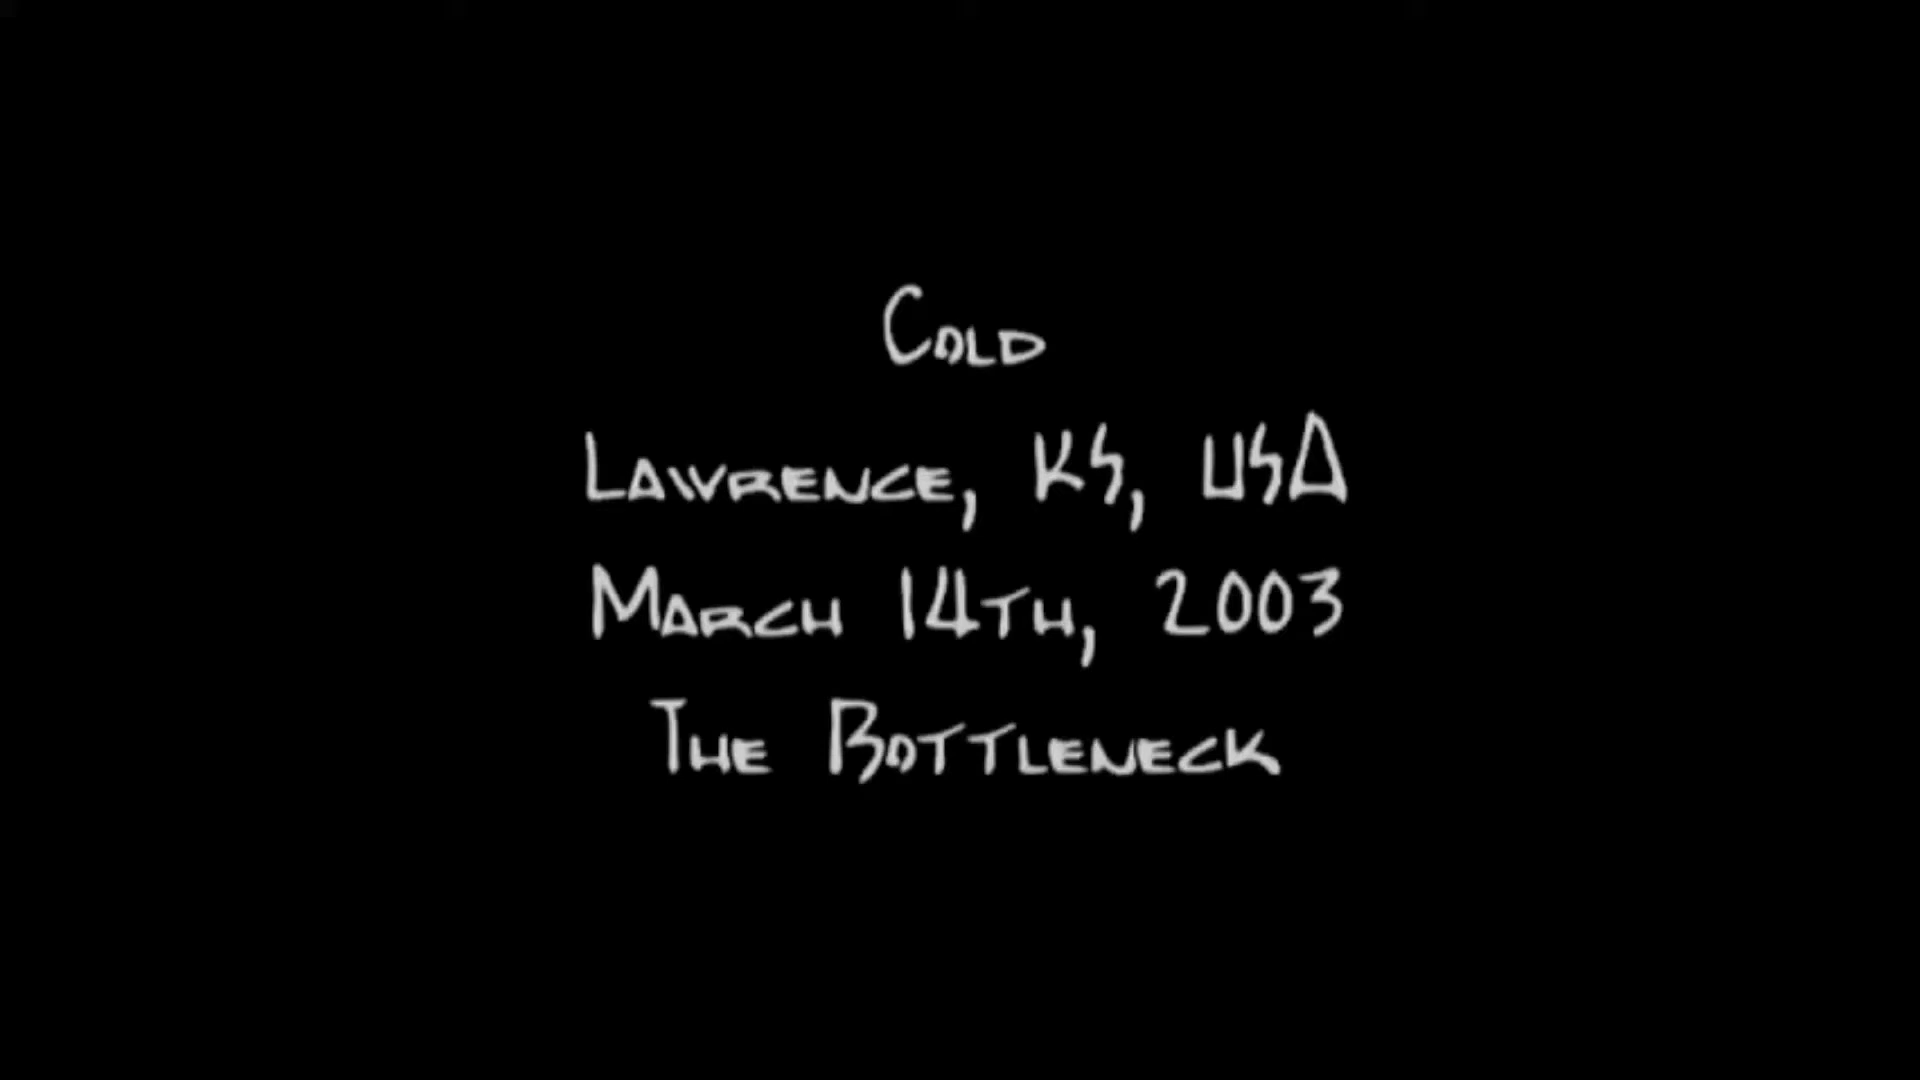 Cold
Lawrence, KS, USA
March 14th, 2003
The Bottleneck